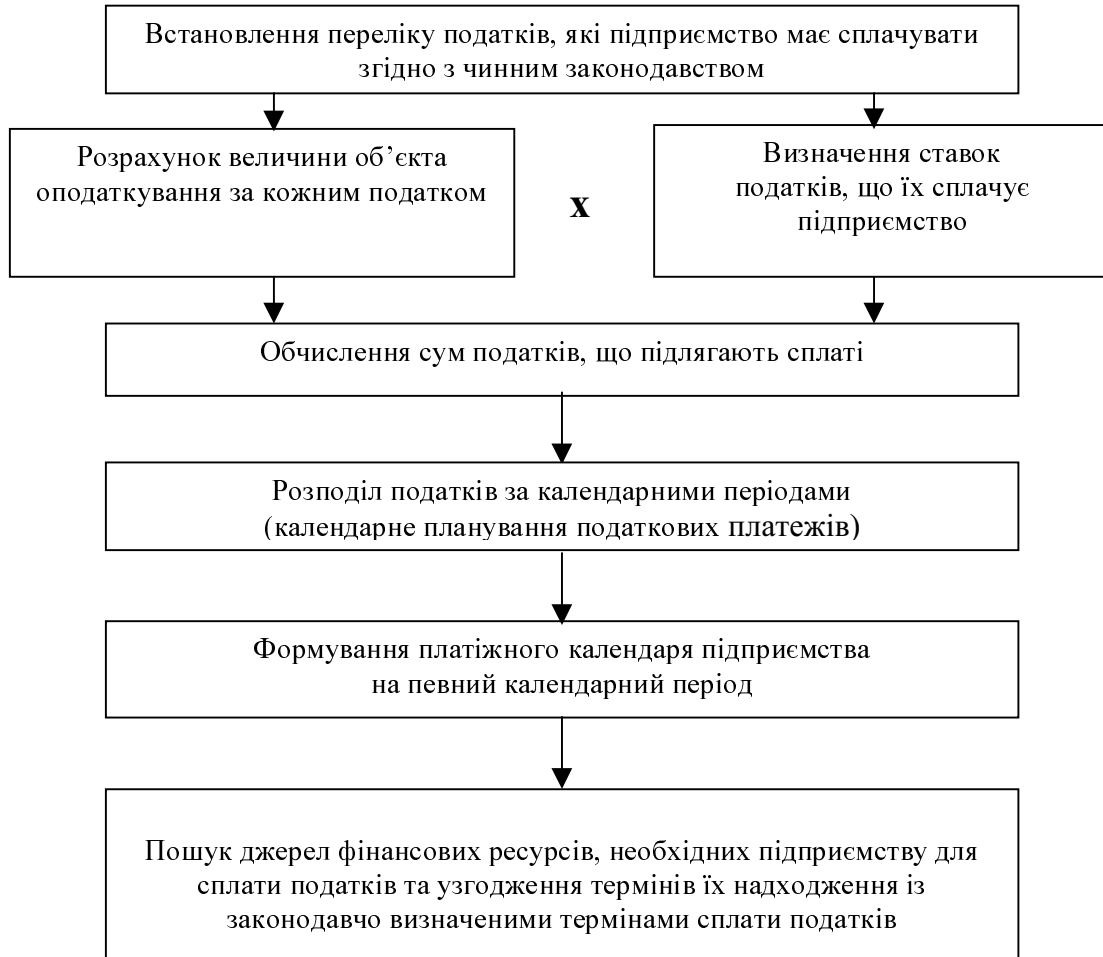 Встановлення переліку податків, які підприємство має сплачувати
згідно з чинним законодавством
Розрахунок величини об’єкта
оподаткування за кожним податком
х
Визначення ставок
податків, що їх сплачує
підприємство
Обчислення сум податків, що підлягають сплаті
Розподіл податків за календарними періодами
(календарне планування податкових платежів)
Формування платіжного календаря підприємства
на певний календарний період
Пошук джерел фінансових ресурсів, необхідних підприємству для
сплати податків та узгодження термінів їх надходження із
законодавчо визначеними термінами сплати податків